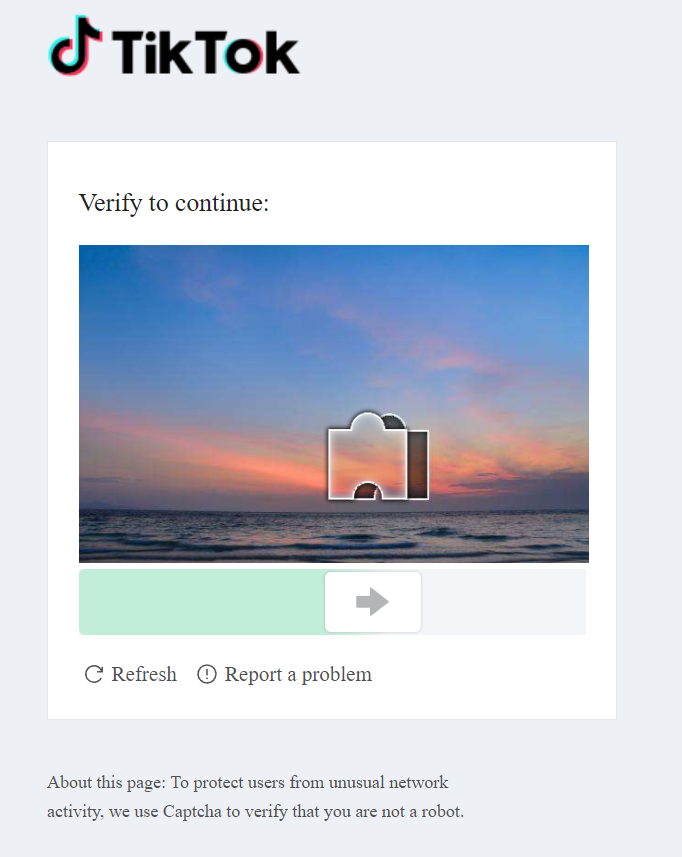 TikTok
Verify to continue:
Refresh Report a problem
About this page: To protect users from unusual network
activity, we use Captcha to verify that you are not a robot.